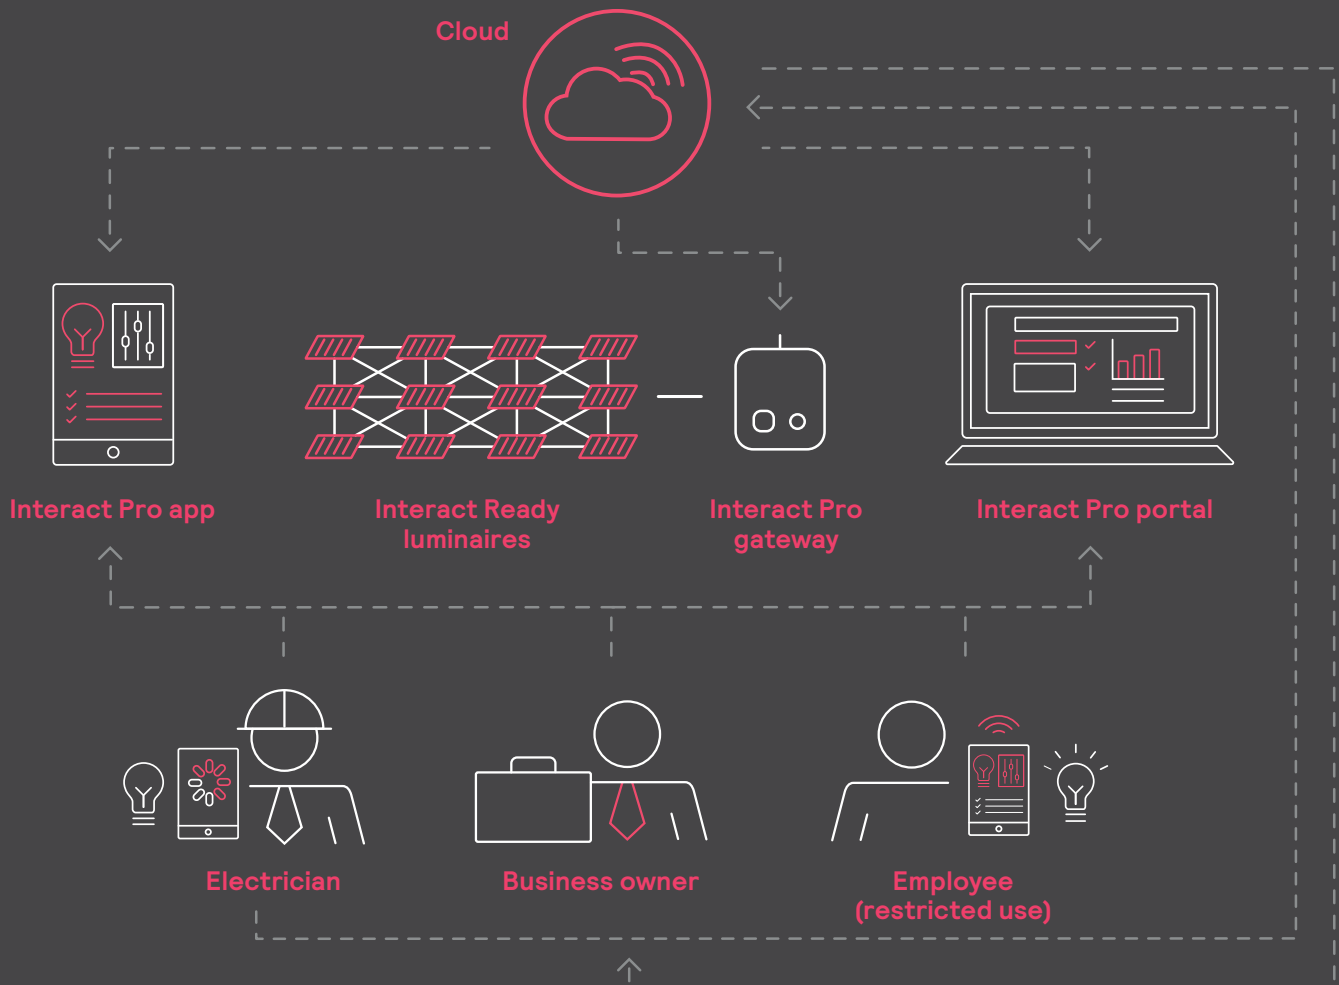 Cloud
Interact Pro app
Interact Ready
luminaires
Interact Pro
gateway
Interact Pro portal
Electrician
Business owner
Employee
(restricted use)